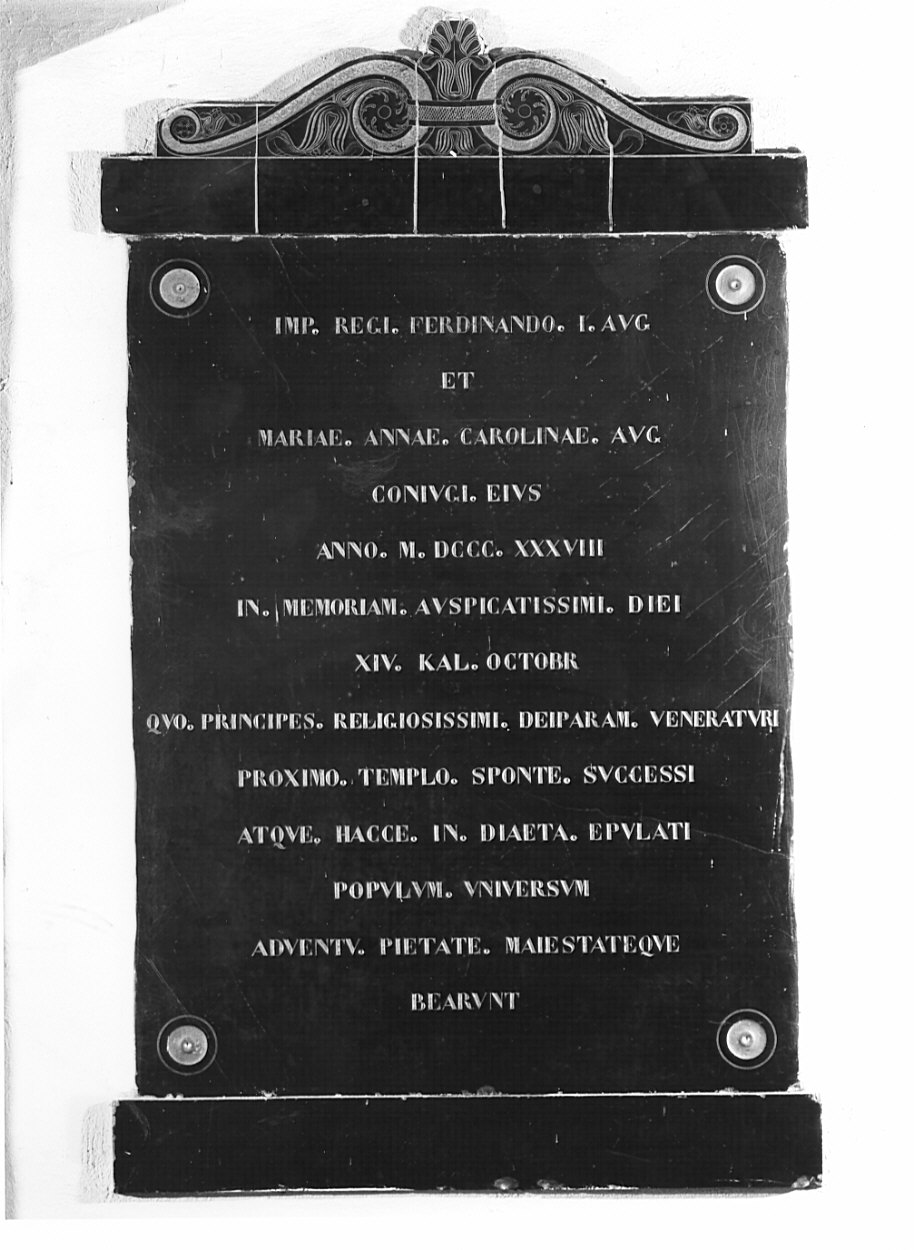 IMP. REGI. FERDINANDO. I. AVG
ET
MARIAE. ANNAE. CAROLINAE. AVG
CONIVGI. EIVS
ANNO. M. DCCC. XXXVIII
IN. MEMORIAM. AVSPICATISSIMI. DIEI
XIV. KAL. OCTOBR
QVO. PRINCIPES. RELIGIOSISSIMI. DEIPARAM. VENERATVRI
PROXIMO. TEMPLO. SPONTE. SVCCESSI
ATQVE. HACCE. IN. DIAETA. EPVLATI
POPVLVM. VNIVERSVM
ADVENTV. PIETATE. MAIESTATEQVE
BEARVNT